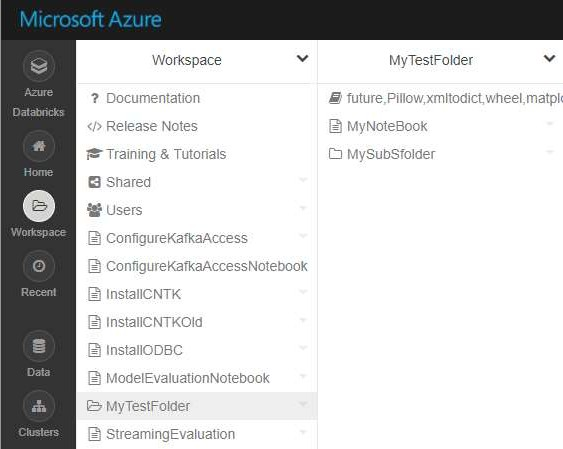 Microsoft Azure
Azure
Databricks
Home
Workspace
Recent
Data
Clusters
Workspace
? Documentation
</> Release Notes
Training & Tutorials
Shared
Users
ConfigureKafkaAccess
ConfigureKafkaAccessNotebook
InstallCNTK
InstallCNTKOld
InstallODBC
ModelEvaluationNotebook
MyTestFolder
StreamingEvaluation
MyTestFolder
future,Pillow,xmltodict,wheel,matplo
MyNoteBook
MySubSfolder